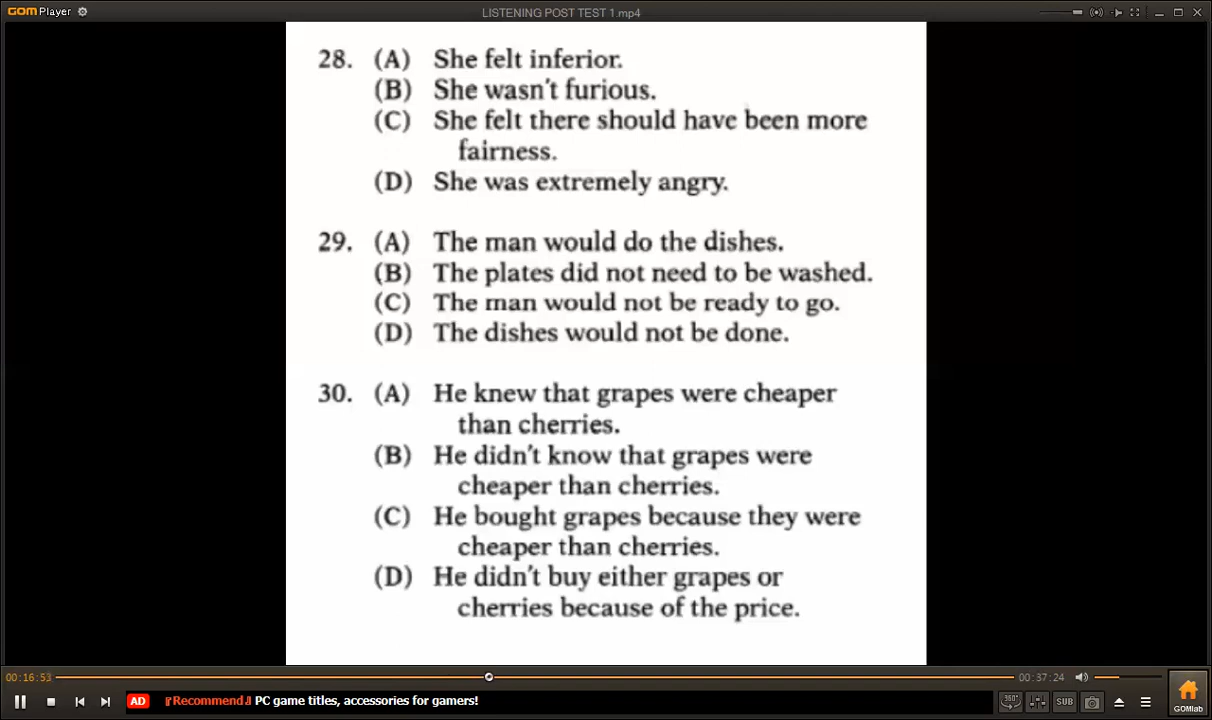 GOM Player
LISTENING POST TEST 1.mp4
28. (A) She felt inferior.
(B) She wasn't furious.
(C) She felt there should have been more
fairness.
(D) She was extremely angry.
29. (A) The man would do the dishes.
(B) The plates did not need to be washed.
(C) The man would not be ready to go.
(D) The dishes would not be done.
30. (A) He knew that grapes were cheaper
than cherries.
(B) He didn't know that grapes were
cheaper than cherries.
(C) He bought grapes because they were
cheaper than cherries.
(D) He didn't buy either grapes or
cherries because of the price.
00:16:53
00:37:24
AD 『Recommend』 PC game titles, accessories for gamers!
360°
SUB
GOMlab